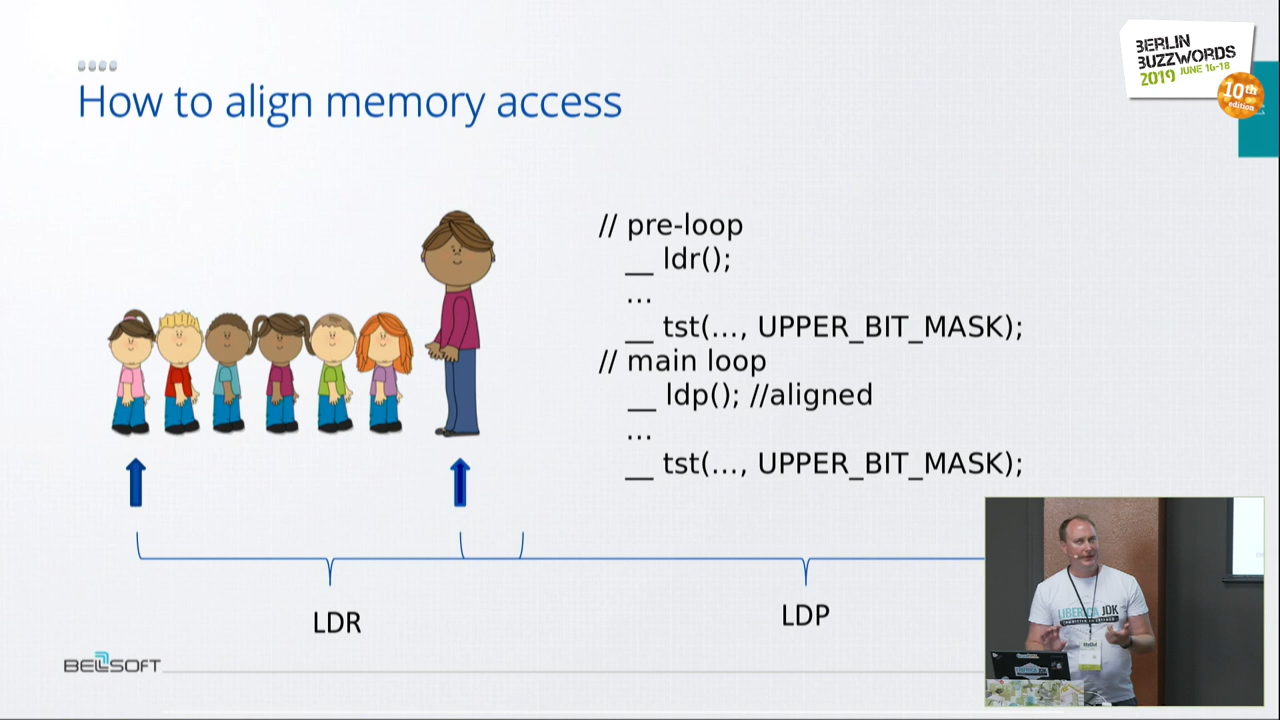 BERLIN
BUZZWORDS
2019 JUNE 16-18
10th
edition
How to align memory access
// pre-loop
__ ldr();
...
__ tst(..., UPPER_BIT_MASK);
// main loop
__ ldp(); //aligned
...
__ tst(..., UPPER_BIT_MASK);
LDR
LDP
BELLSOFT
LIBERICA JDK